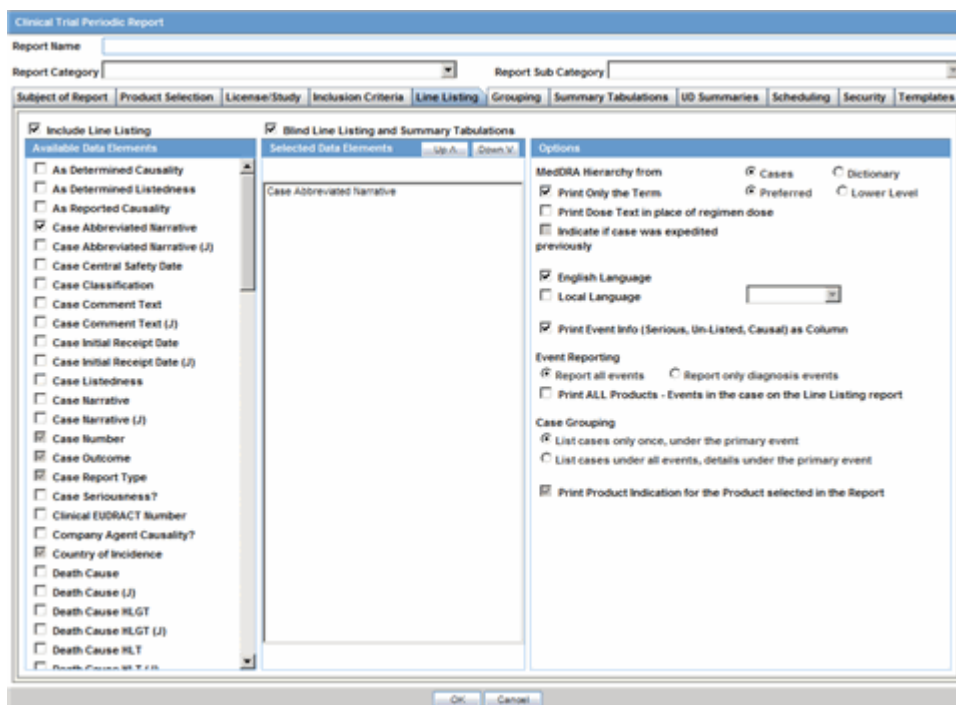 Clinical Trial Periodic Report
Report Name
Report Category
Report Sub Category
Subject of Report Product Selection License/Study Inclusion Criteria Line Listing Grouping Summary Tabulations UD Summaries Scheduling Security Templates
Include Line Listing
Blind Line Listing and Summary Tabulations
Available Data Elements
As Determined Causality
As Determined Listedness
As Reported Causality
Case Abbreviated Narrative
Case Abbreviated Narrative (J)
Case Central Safety Date
Case Classification
Case Comment Text
Case Comment Text (J)
Case Initial Receipt Date
Case Initial Receipt Date (J)
Case Listedness
Case Narrative
Case Narrative (J)
Case Number
Case Outcome
Case Report Type
Case Seriousness?
Clinical EUDRACT Number
Company Agent Causality?
Country of Incidence
Death Cause
Death Cause (J)
Death Cause HLGT
Death Cause HLGT (J)
Death Cause HLT
Death Cause HLT (J)
Selected Data Elements Up Λ Down V
Case Abbreviated Narrative
Options
MedDRA Hierarchy from Cases Dictionary
Print Only the Term Preferred Lower Level
Print Dose Text in place of regimen dose
Indicate if case was expedited
previously
English Language
Local Language
Print Event Info (Serious, Un-Listed, Causal) as Column
Event Reporting
Report all events Report only diagnosis events
Print ALL Products - Events in the case on the Line Listing report
Case Grouping
List cases only once, under the primary event
List cases under all events, details under the primary event
Print Product Indication for the Product selected in the Report
OK Cancel